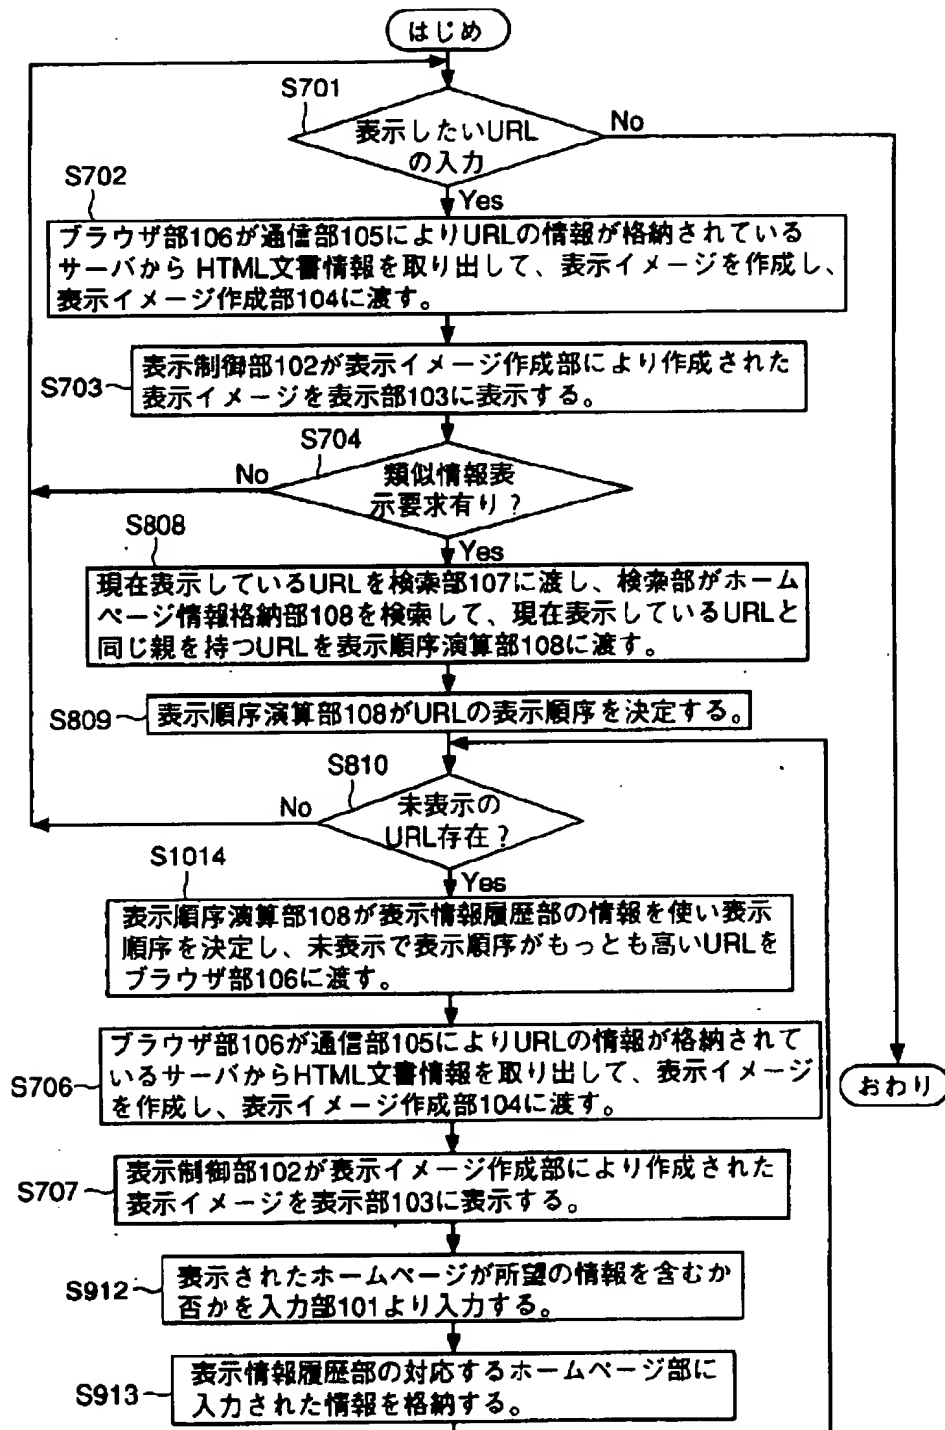 はじめ
S701
表示したいURL
の入力
No
Yes
S702
ブラウザ部106が通信部105によりURLの情報が格納されている
サーバから HTML文書情報を取り出して、表示イメージを作成し、
表示イメージ作成部104に渡す。
S703
表示制御部102が表示イメージ作成部により作成された
表示イメージを表示部103に表示する。
S704
No
類似情報表
示要求有り？
Yes
S808
現在表示しているURLを検索部107に渡し、検索部がホーム
ページ情報格納部108を検索して、現在表示しているURLと
同じ親を持つURLを表示順序演算部108に渡す。
S809
表示順序演算部108がURLの表示順序を決定する。
S810
No
未表示の
URL存在？
Yes
S1014
表示順序演算部108が表示情報履歴部の情報を使い表示
順序を決定し、未表示で表示順序がもっとも高いURLを
ブラウザ部106に渡す。
S706
ブラウザ部106が通信部105によりURLの情報が格納されて
いるサーバからHTML文書情報を取り出して、表示イメージ
を作成し、表示イメージ作成部104に渡す。
おわり
S707
表示制御部102が表示イメージ作成部により作成された
表示イメージを表示部103に表示する。
S912
表示されたホームページが所望の情報を含むか
否かを入力部101より入力する。
S913
表示情報履歴部の対応するホームページ部に
入力された情報を格納する。